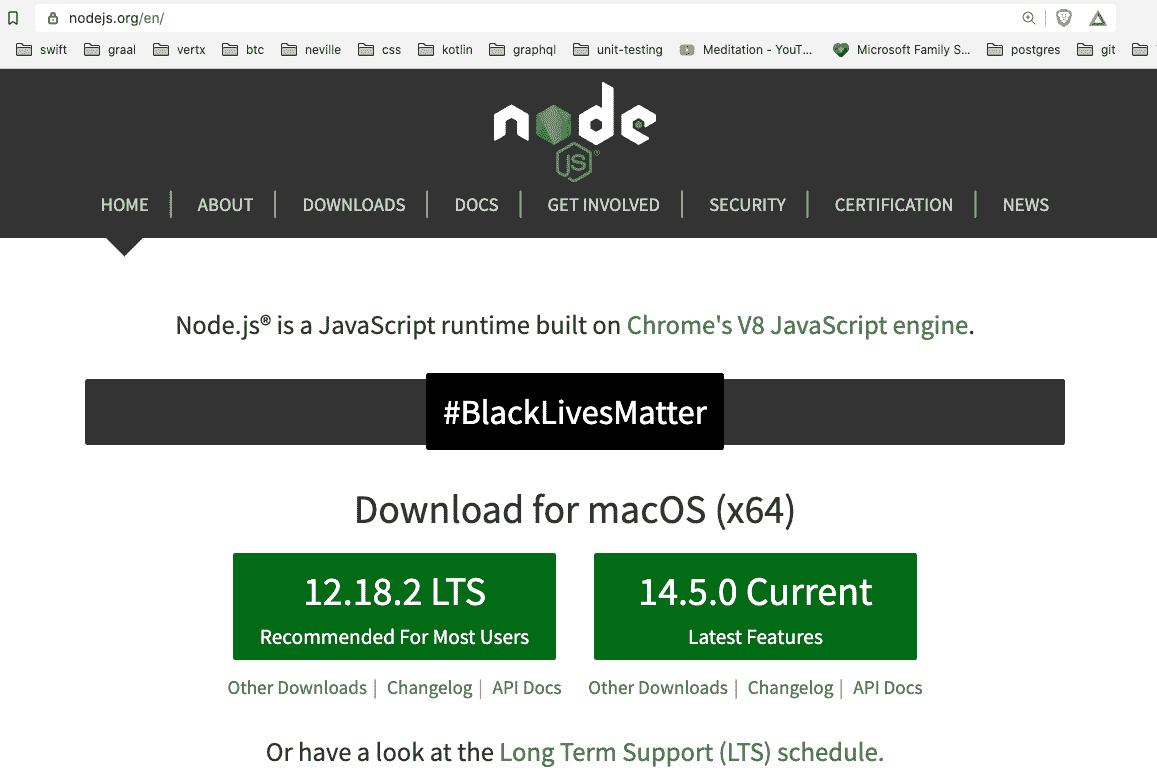 nodejs.org/en/
swift graal vertx btc neville css kotlin graphql unit-testing Meditation - YouT... Microsoft Family S... postgres git
node
JS®
HOME ABOUT DOWNLOADS DOCS GET INVOLVED SECURITY CERTIFICATION NEWS
Node.js® is a JavaScript runtime built on Chrome's V8 JavaScript engine.
#BlackLivesMatter
Download for macOS (x64)
12.18.2 LTS
Recommended For Most Users
Other Downloads | Changelog | API Docs
14.5.0 Current
Latest Features
Other Downloads | Changelog | API Docs
Or have a look at the Long Term Support (LTS) schedule.